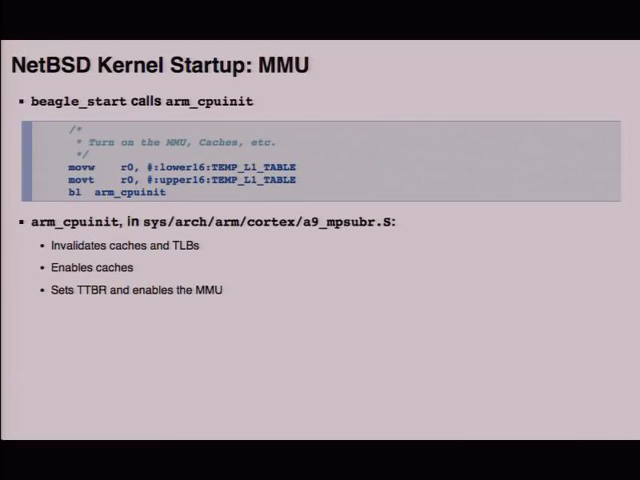 NetBSD Kernel Startup: MMU
▪ beagle_start calls arm_cpuinit
/*
* Turn on the MMU, Caches, etc.
*/
movw r0, #:lower16:TEMP_L1_TABLE
movt r0, #:upper16:TEMP_L1_TABLE
bl arm_cpuinit
▪ arm_cpuinit, in sys/arch/arm/cortex/a9_mpsubr.S:
• Invalidates caches and TLBs
• Enables caches
• Sets TTBR and enables the MMU